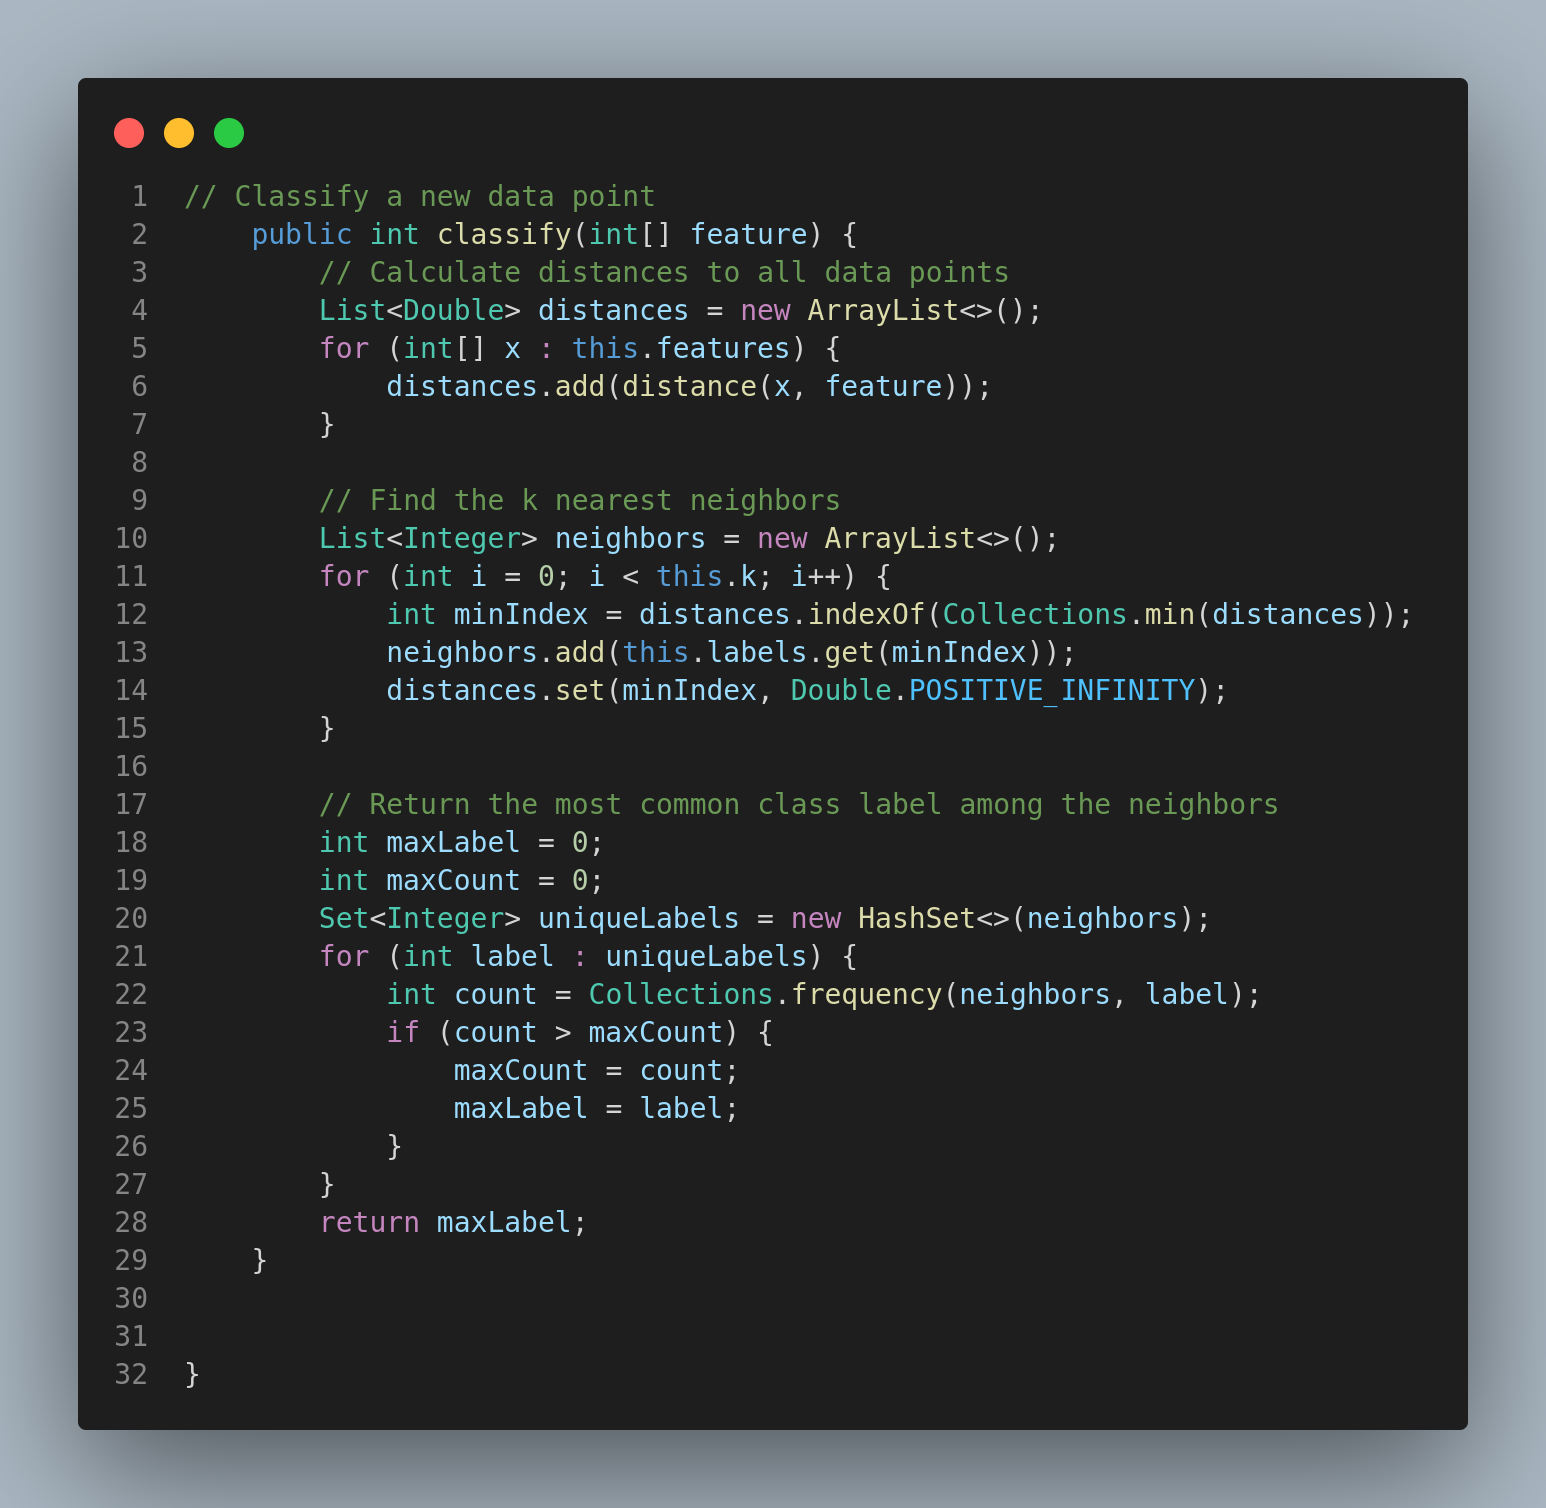 1 // Classify a new data point
2     public int classify(int[] feature) {
3         // Calculate distances to all data points
4         List<Double> distances = new ArrayList<>();
5         for (int[] x : this.features) {
6             distances.add(distance(x, feature));
7         }
8
9         // Find the k nearest neighbors
10         List<Integer> neighbors = new ArrayList<>();
11         for (int i = 0; i < this.k; i++) {
12             int minIndex = distances.indexOf(Collections.min(distances));
13             neighbors.add(this.labels.get(minIndex));
14             distances.set(minIndex, Double.POSITIVE_INFINITY);
15         }
16
17         // Return the most common class label among the neighbors
18         int maxLabel = 0;
19         int maxCount = 0;
20         Set<Integer> uniqueLabels = new HashSet<>(neighbors);
21         for (int label : uniqueLabels) {
22             int count = Collections.frequency(neighbors, label);
23             if (count > maxCount) {
24                 maxCount = count;
25                 maxLabel = label;
26             }
27         }
28         return maxLabel;
29     }
30
31
32 }